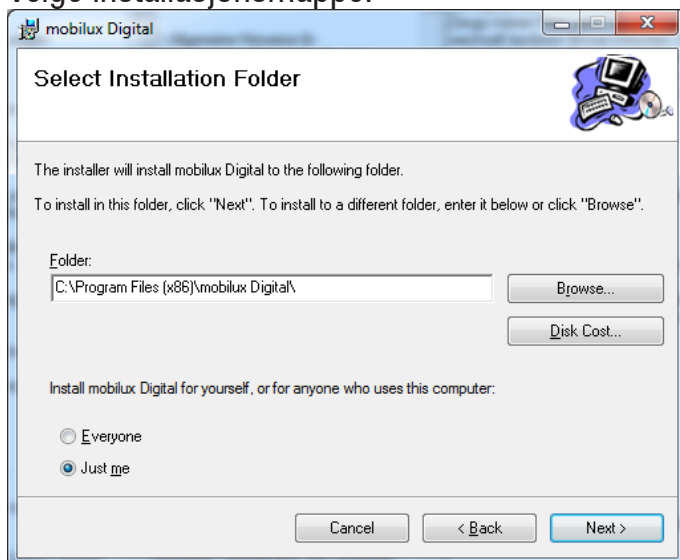 Velge installasjonsmappe:
mobilux Digital
Select Installation Folder
The installer will install mobilux Digital to the following folder.
To install in this folder, click "Next". To install to a different folder, enter it below or click "Browse".
Folder:
C:\Program Files (x86)\mobilux Digital\
Browse...
Disk Cost...
Install mobilux Digital for yourself, or for anyone who uses this computer:
Everyone
Just me
Cancel
< Back
Next >